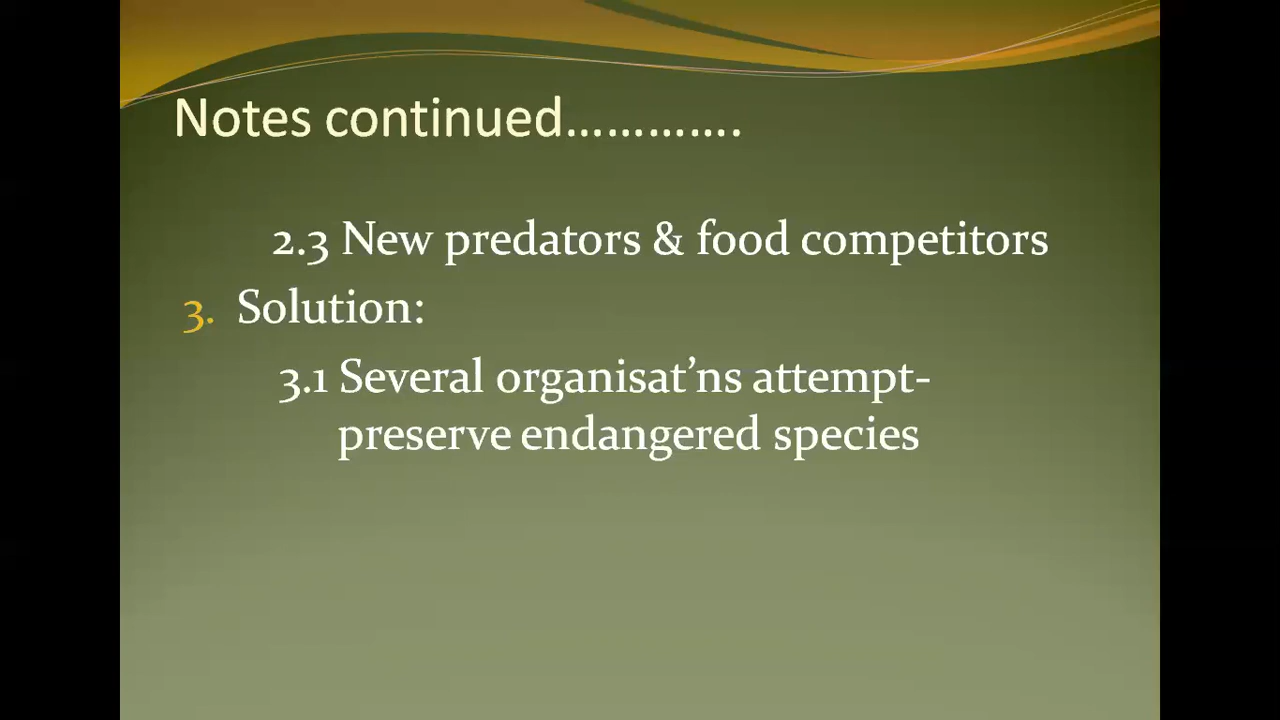 Notes continued………….
2.3 New predators & food competitors
3. Solution:
3.1 Several organisat’ns attempt-
preserve endangered species